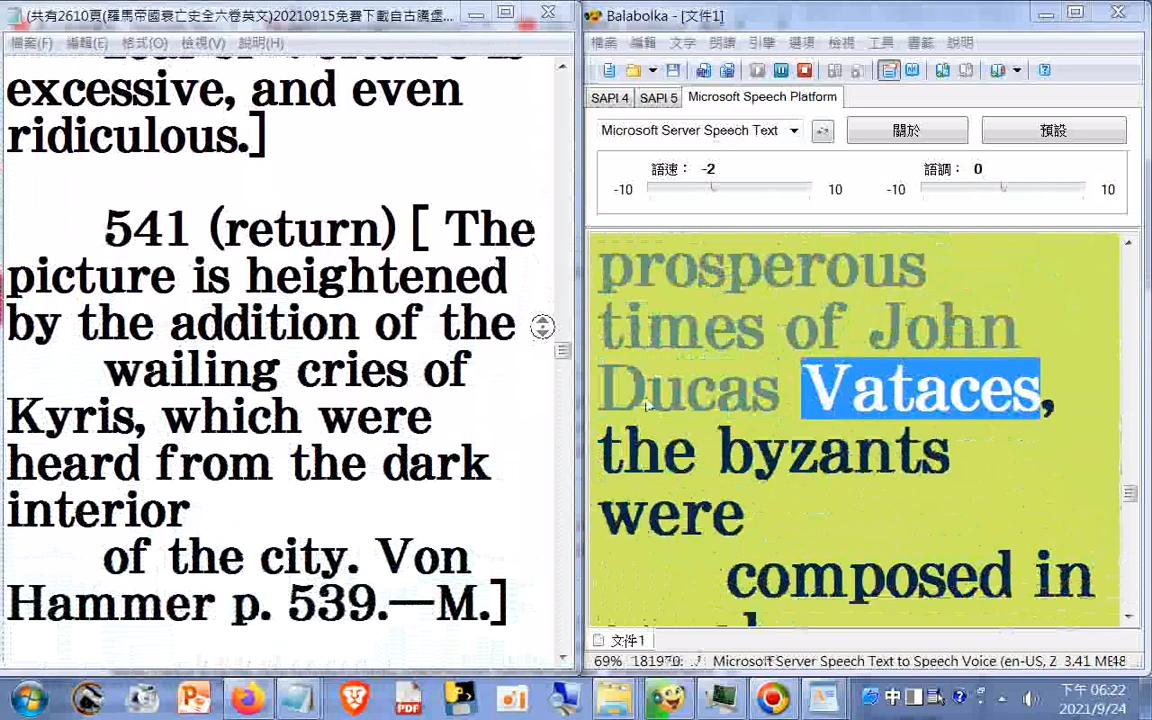 (共有2610頁(羅馬帝國衰亡史全六卷英文)20210915免費下載自古騰堡...
檔案(F) 編輯(E) 格式(O) 檢視(V) 說明(H)
excessive, and even
ridiculous.]
541 (return) [ The
picture is heightened
by the addition of the
wailing cries of
Kyris, which were
heard from the dark
interior
of the city. Von
Hammer p. 539.—M.]
Balabolka - [文件1]
檔案 編輯 文字 朗讀 引擎 選項 檢視 工具 書籤 說明
SAPI 4 SAPI 5 Microsoft Speech Platform
Microsoft Server Speech Text 關於 預設
語速： -2 語調： 0
-10 10 -10 10
prosperous
times of John
Ducas Vataces,
the byzants
were
composed in
文件1
69% Microsoft Server Speech Text to Speech Voice (en-US, Z
中 下午 06:22
2021/9/24